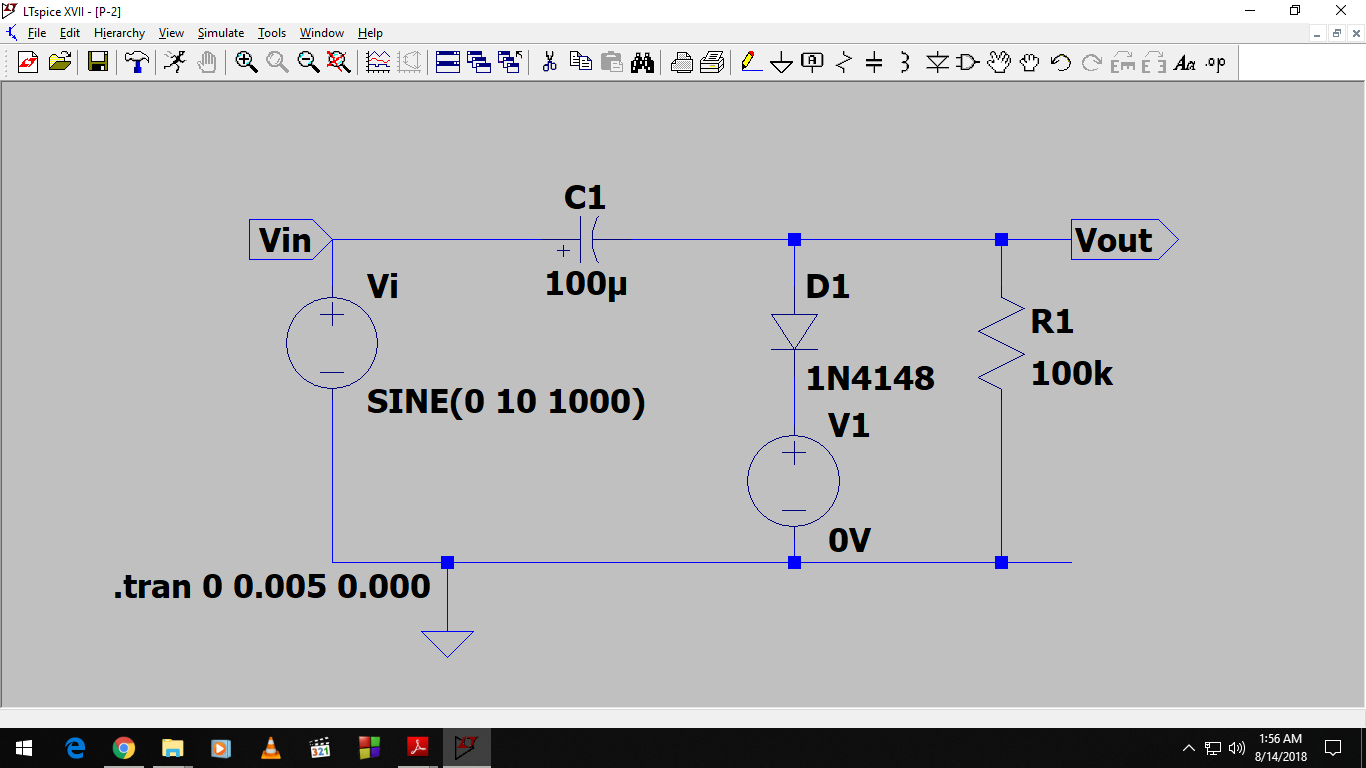 LTspice XVII - [P-2]
File Edit Hierarchy View Simulate Tools Window Help
Aa .op
C1
Vin
Vout
100µ
Vi
D1
R1
100k
1N4148
SINE(0 10 1000)
V1
0V
.tran 0 0.005 0.000
321
1:56 AM
8/14/2018